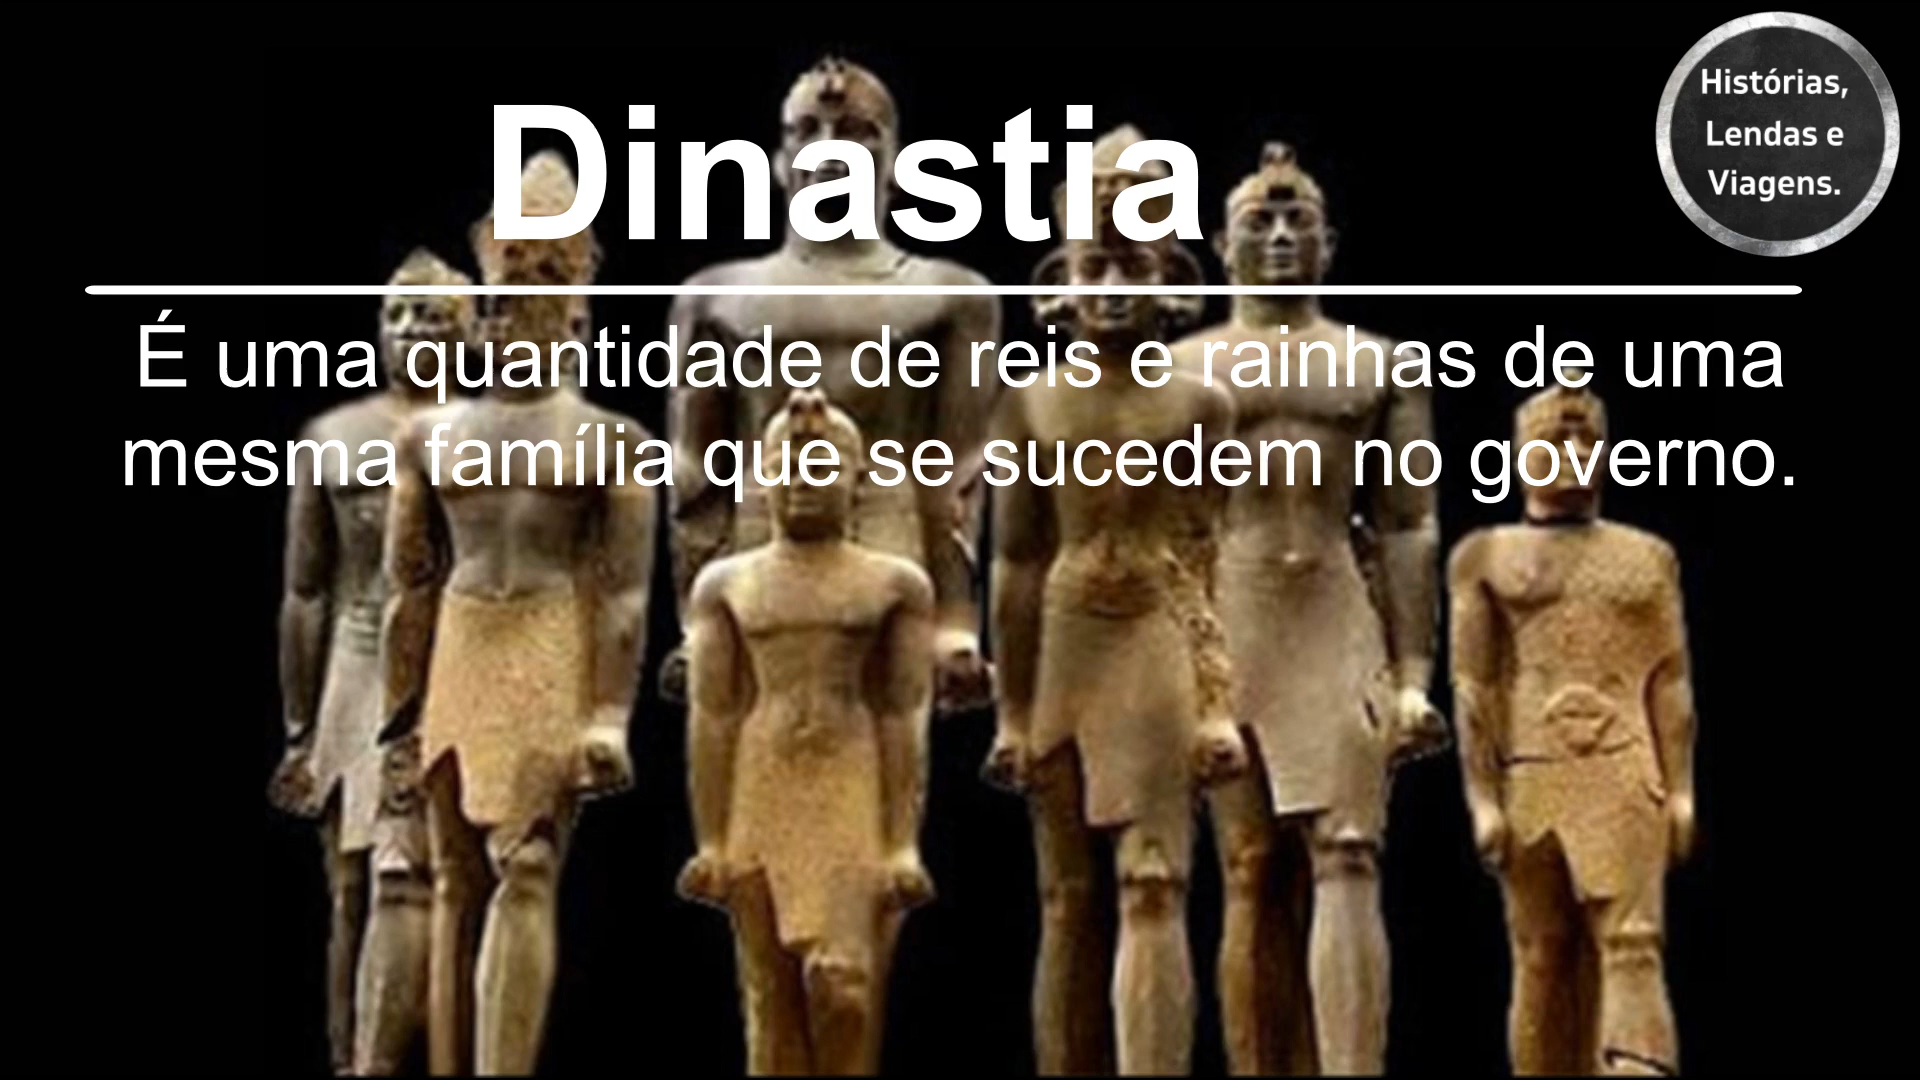 Dinastia
É uma quantidade de reis e rainhas de uma
mesma família que se sucedem no governo.
Histórias,
Lendas e
Viagens.